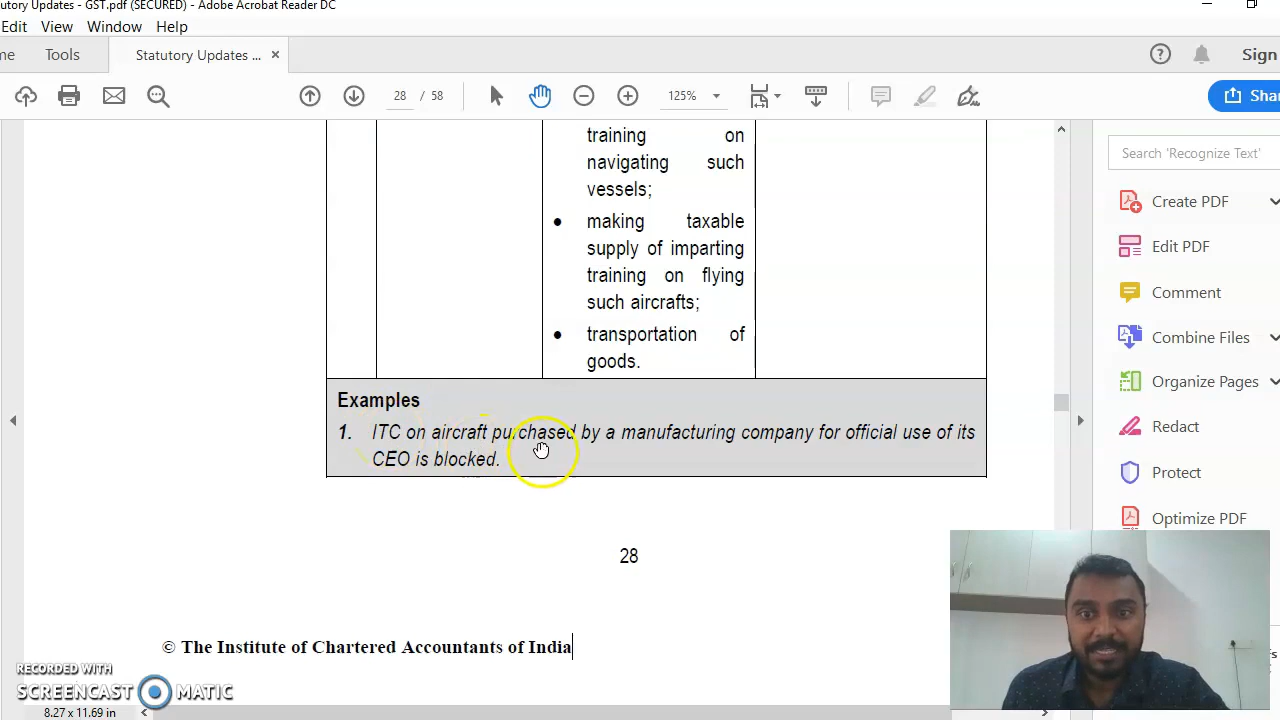 tutory Updates - GST.pdf (SECURED) - Adobe Acrobat Reader DC
Edit View Window Help
me Tools Statutory Updates ... × Sign
28 / 58 125% Shar
training on
navigating such
vessels;
• making taxable
supply of imparting
training on flying
such aircrafts;
• transportation of
goods.
Examples
1. ITC on aircraft purchased by a manufacturing company for official use of its
CEO is blocked.
28
© The Institute of Chartered Accountants of India
Search 'Recognize Text'
Create PDF
Edit PDF
Comment
Combine Files
Organize Pages
Redact
Protect
Optimize PDF
RECORDED WITH
SCREENCAST MATIC
8.27 x 11.69 in